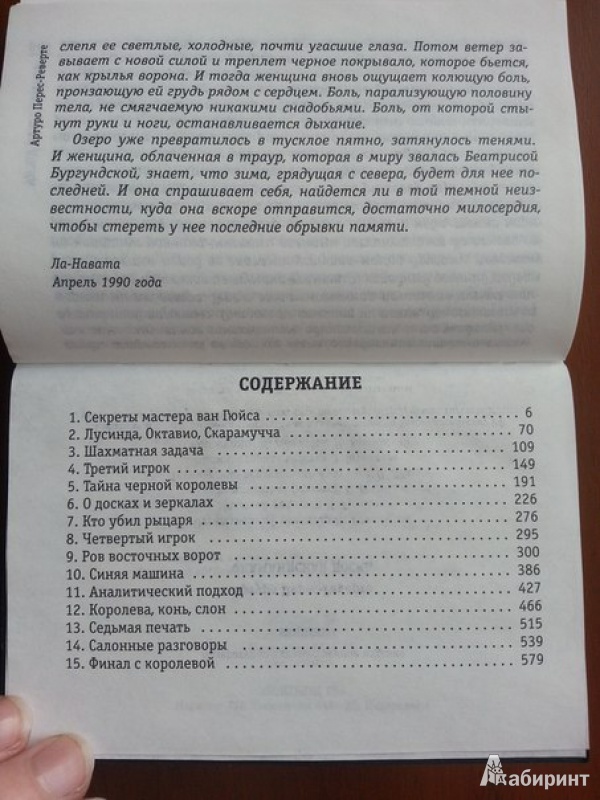 Артуро Перес-Реверте
слепя ее светлые, холодные, почти угасшие глаза. Потом ветер за-
вывает с новой силой и треплет черное покрывало, которое бьется,
как крылья ворона. И тогда женщина вновь ощущает колющую боль,
пронзающую ей грудь рядом с сердцем. Боль, парализующую половину
тела, не смягчаемую никакими снадобьями. Боль, от которой сты-
нут руки и ноги, останавливается дыхание.
Озеро уже превратилось в тусклое пятно, затянулось тенями.
И женщина, облаченная в траур, которая в миру звалась Беатрисой
Бургундской, знает, что зима, грядущая с севера, будет для нее по-
следней. И она спрашивает себя, найдется ли в той темной неиз-
вестности, куда она вскоре отправится, достаточно милосердия,
чтобы стереть у нее последние обрывки памяти.
Ла-Навата
Апрель 1990 года
СОДЕРЖАНИЕ
1. Секреты мастера ван Гюйса 6
2. Лусинда, Октавио, Скарамучча 70
3. Шахматная задача 109
4. Третий игрок 149
5. Тайна черной королевы 191
6. О досках и зеркалах 226
7. Кто убил рыцаря 276
8. Четвертый игрок 295
9. Ров восточных ворот 300
10. Синяя машина 386
11. Аналитический подход 427
12. Королева, конь, слон 466
13. Седьмая печать 515
14. Салонные разговоры 539
15. Финал с королевой 579
Лабиринт